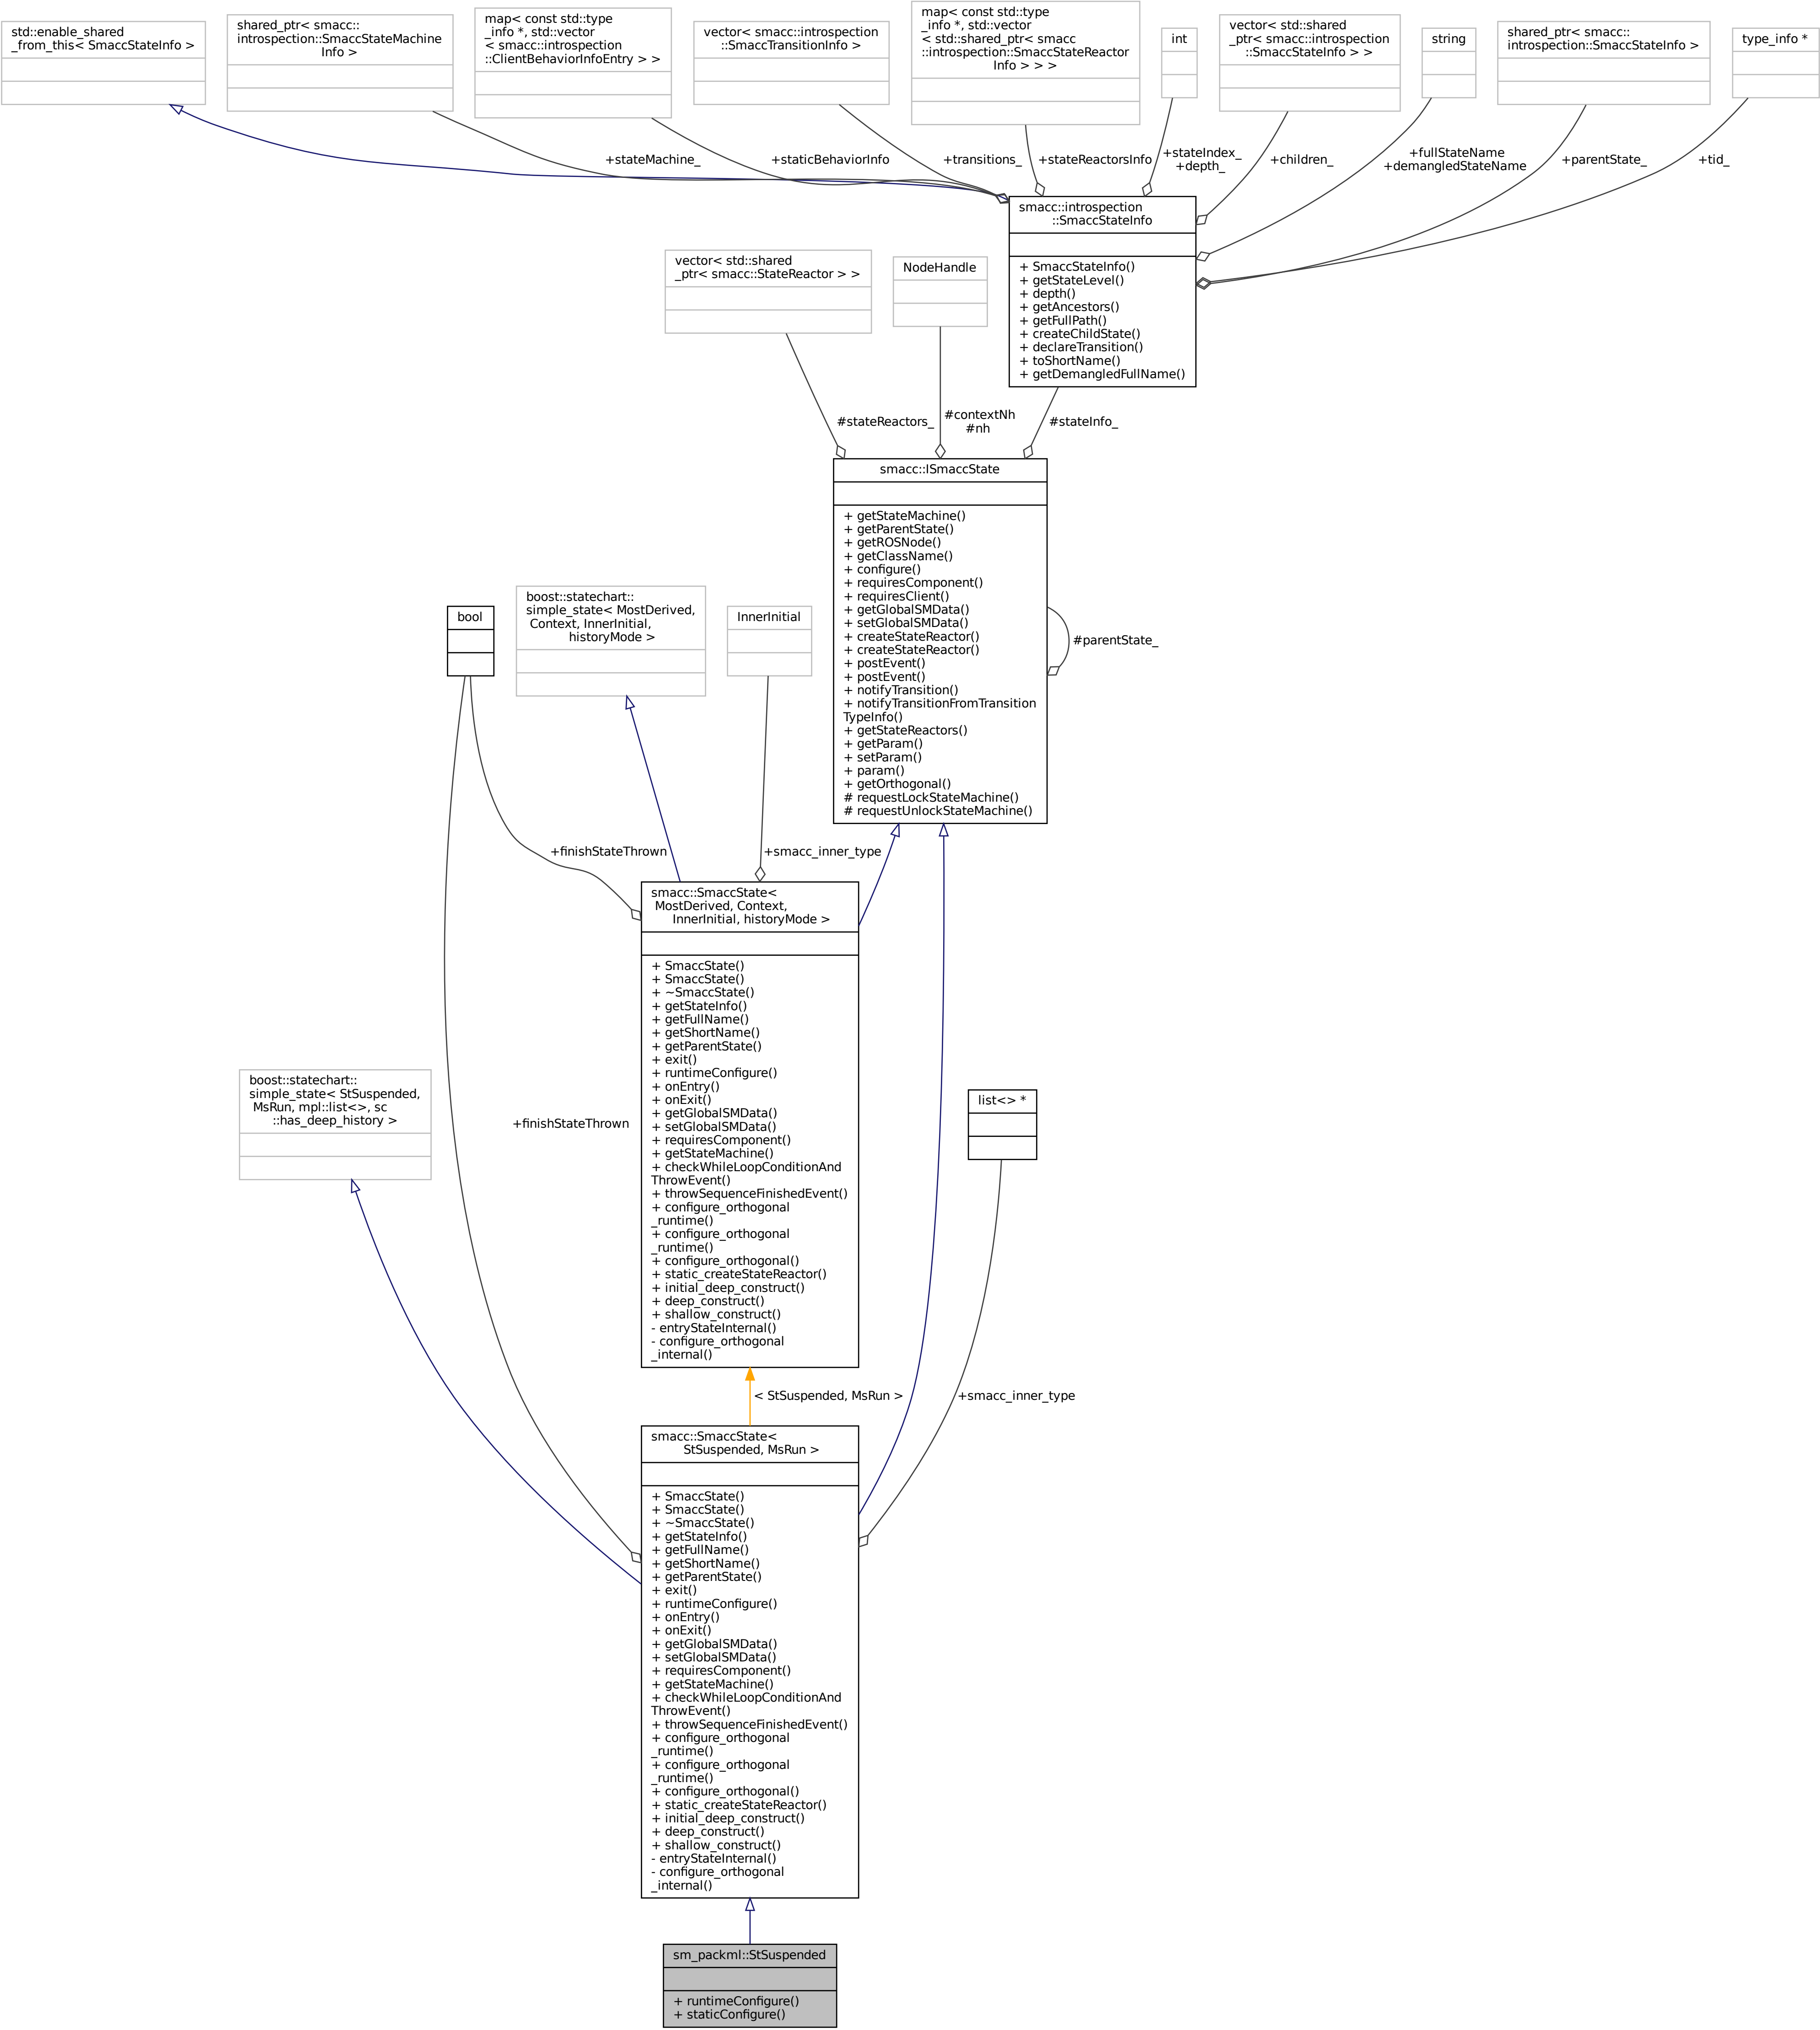 std::enable_shared
_from_this< SmaccStateInfo >
shared_ptr< smacc::
introspection::SmaccStateMachine
Info >
map< const std::type
_info *, std::vector
< smacc::introspection
::ClientBehaviorInfoEntry > >
vector< smacc::introspection
::SmaccTransitionInfo >
map< const std::type
_info *, std::vector
< std::shared_ptr< smacc
::introspection::SmaccStateReactor
Info > > >
int
vector< std::shared
_ptr< smacc::introspection
::SmaccStateInfo > >
string
shared_ptr< smacc::
introspection::SmaccStateInfo >
type_info *
+stateMachine_
+staticBehaviorInfo
+transitions_
+stateReactorsInfo
+stateIndex_
+depth_
+children_
+fullStateName
+demangledStateName
+parentState_
+tid_
smacc::introspection
::SmaccStateInfo
+ SmaccStateInfo()
+ getStateLevel()
+ depth()
+ getAncestors()
+ getFullPath()
+ createChildState()
+ declareTransition()
+ toShortName()
+ getDemangledFullName()
vector< std::shared
_ptr< smacc::StateReactor > >
NodeHandle
#stateReactors_
#contextNh
#nh
#stateInfo_
smacc::ISmaccState
+ getStateMachine()
+ getParentState()
+ getROSNode()
+ getClassName()
+ configure()
+ requiresComponent()
+ requiresClient()
+ getGlobalSMData()
+ setGlobalSMData()
+ createStateReactor()
+ createStateReactor()
+ postEvent()
+ postEvent()
+ notifyTransition()
+ notifyTransitionFromTransition
TypeInfo()
+ getStateReactors()
+ getParam()
+ setParam()
+ param()
+ getOrthogonal()
# requestLockStateMachine()
# requestUnlockStateMachine()
#parentState_
bool
boost::statechart::
simple_state< MostDerived,
Context, InnerInitial,
historyMode >
InnerInitial
+finishStateThrown
+smacc_inner_type
smacc::SmaccState<
MostDerived, Context,
InnerInitial, historyMode >
+ SmaccState()
+ SmaccState()
+ ~SmaccState()
+ getStateInfo()
+ getFullName()
+ getShortName()
+ getParentState()
+ exit()
+ runtimeConfigure()
+ onEntry()
+ onExit()
+ getGlobalSMData()
+ setGlobalSMData()
+ requiresComponent()
+ getStateMachine()
+ checkWhileLoopConditionAnd
ThrowEvent()
+ throwSequenceFinishedEvent()
+ configure_orthogonal
_runtime()
+ configure_orthogonal
_runtime()
+ configure_orthogonal()
+ static_createStateReactor()
+ initial_deep_construct()
+ deep_construct()
+ shallow_construct()
- entryStateInternal()
- configure_orthogonal
_internal()
boost::statechart::
simple_state< StSuspended,
MsRun, mpl::list<>, sc
::has_deep_history >
+finishStateThrown
list<> *
< StSuspended, MsRun >
+smacc_inner_type
smacc::SmaccState<
StSuspended, MsRun >
+ SmaccState()
+ SmaccState()
+ ~SmaccState()
+ getStateInfo()
+ getFullName()
+ getShortName()
+ getParentState()
+ exit()
+ runtimeConfigure()
+ onEntry()
+ onExit()
+ getGlobalSMData()
+ setGlobalSMData()
+ requiresComponent()
+ getStateMachine()
+ checkWhileLoopConditionAnd
ThrowEvent()
+ throwSequenceFinishedEvent()
+ configure_orthogonal
_runtime()
+ configure_orthogonal
_runtime()
+ configure_orthogonal()
+ static_createStateReactor()
+ initial_deep_construct()
+ deep_construct()
+ shallow_construct()
- entryStateInternal()
- configure_orthogonal
_internal()
sm_packml::StSuspended
+ runtimeConfigure()
+ staticConfigure()